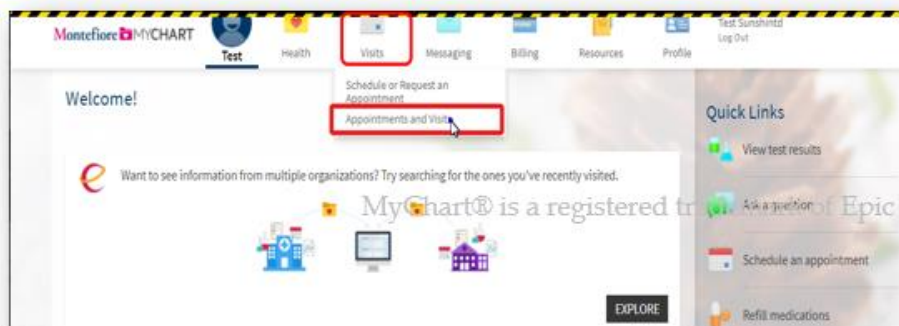 Montefiore MYCHART
Test
Health
Visits
Messaging
Billing
Resources
Profile
Test Sunshintd
Log Out
Schedule or Request an
Appointment
Appointments and Visits
Welcome!
Want to see information from multiple organizations? Try searching for the ones you've recently visited.
EXPLORE
Quick Links
View test results
Ask a question
Schedule an appointment
Refill medications
MyChart® is a registered of Epic